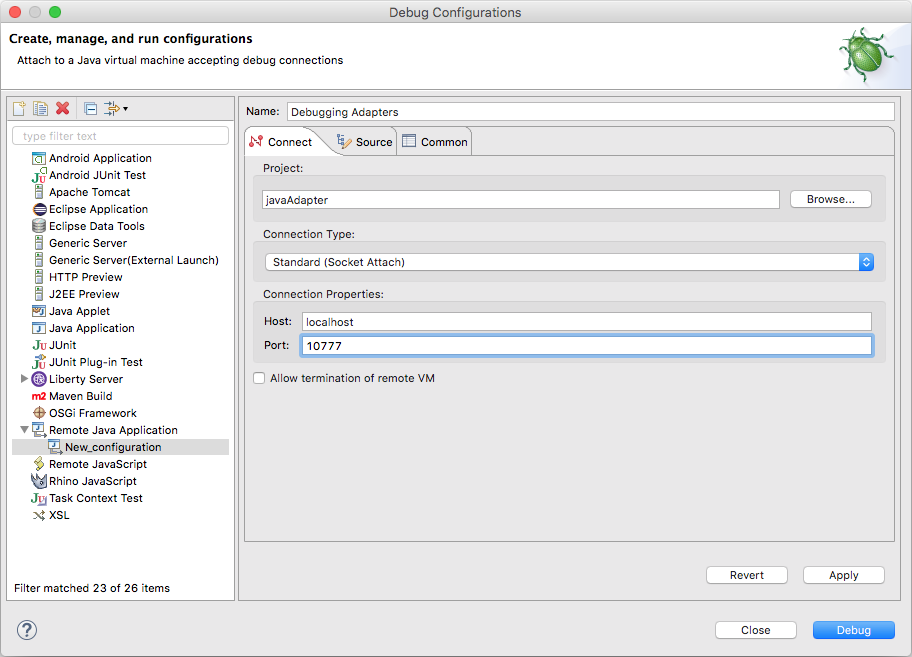 Debug Configurations
Create, manage, and run configurations
Attach to a Java virtual machine accepting debug connections
type filter text
Android Application
Android JUnit Test
Apache Tomcat
Eclipse Application
Eclipse Data Tools
Generic Server
Generic Server(External Launch)
HTTP Preview
J2EE Preview
Java Applet
Java Application
JUnit
JUnit Plug-in Test
Liberty Server
m2 Maven Build
OSGi Framework
Remote Java Application
New_configuration
Remote JavaScript
Rhino JavaScript
Task Context Test
XSL
Filter matched 23 of 26 items
Name: Debugging Adapters
Connect Source Common
Project:
javaAdapter Browse...
Connection Type:
Standard (Socket Attach)
Connection Properties:
Host: localhost
Port: 10777
Allow termination of remote VM
Revert Apply
? Close Debug